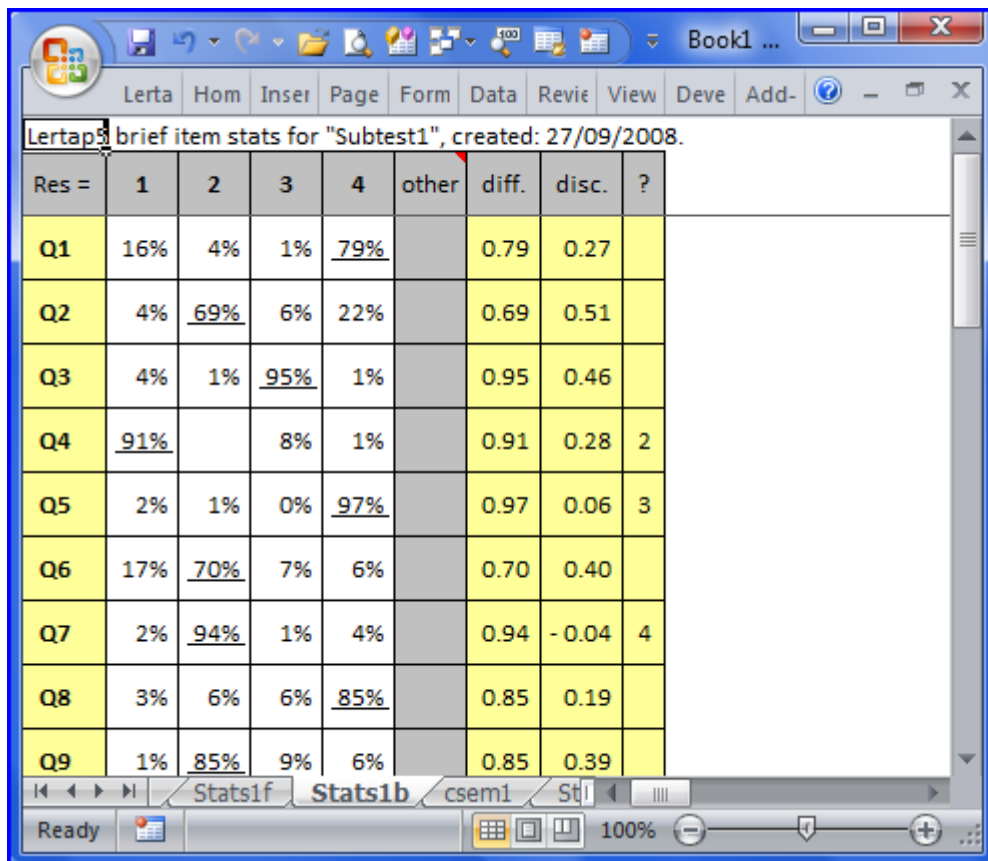 Book1 ...
Lerta Hom Inser Page Form Data Revie View Deve Add-
Lertap5 brief item stats for "Subtest1", created: 27/09/2008.
Res = 1 2 3 4 other diff. disc. ?
Q1 16% 4% 1% 79% 0.79 0.27
Q2 4% 69% 6% 22% 0.69 0.51
Q3 4% 1% 95% 1% 0.95 0.46
Q4 91% 8% 1% 0.91 0.28 2
Q5 2% 1% 0% 97% 0.97 0.06 3
Q6 17% 70% 7% 6% 0.70 0.40
Q7 2% 94% 1% 4% 0.94 - 0.04 4
Q8 3% 6% 6% 85% 0.85 0.19
Q9 1% 85% 9% 6% 0.85 0.39
Stats1f Stats1b csem1 St
Ready 100%